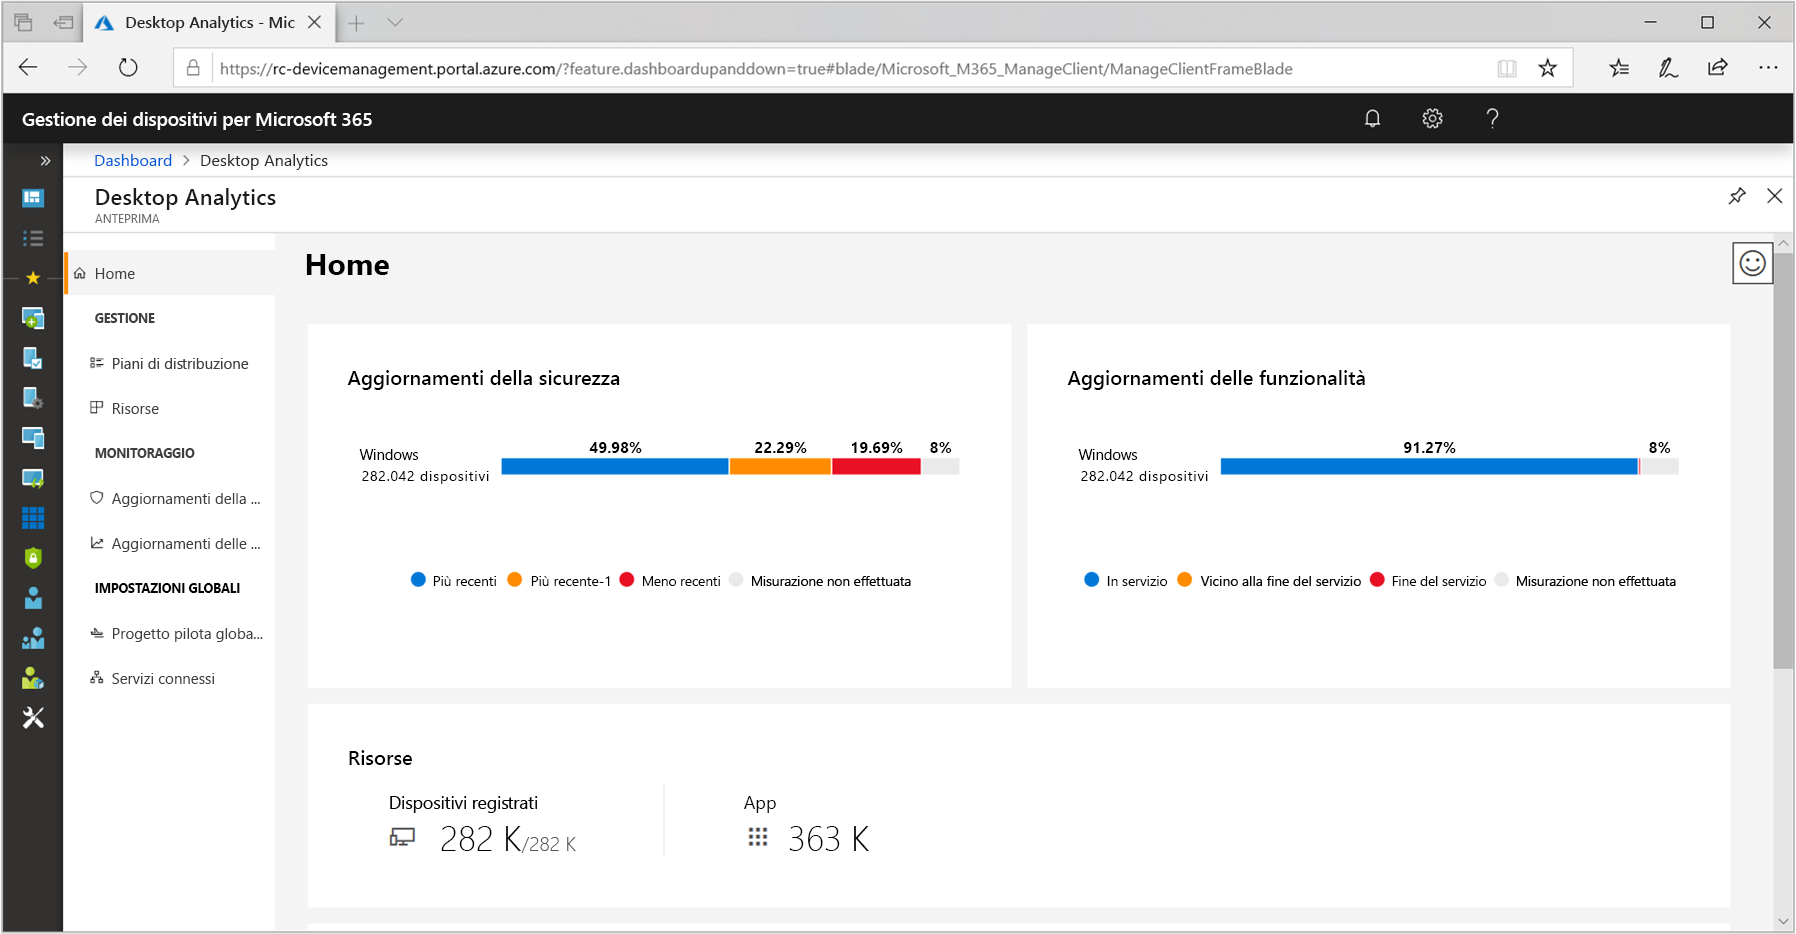 Desktop Analytics - Mic
https://rc-devicemanagement.portal.azure.com/?feature.dashboardupanddown=true#blade/Microsoft_M365_ManageClient/ManageClientFrameBlade
Gestione dei dispositivi per Microsoft 365
Dashboard > Desktop Analytics
Desktop Analytics
ANTEPRIMA
Home
GESTIONE
Piani di distribuzione
Risorse
MONITORAGGIO
Aggiornamenti della ...
Aggiornamenti delle ...
IMPOSTAZIONI GLOBALI
Progetto pilota globa...
Servizi connessi
Home
Aggiornamenti della sicurezza
49.98% 22.29% 19.69% 8%
Windows
282.042 dispositivi
Più recenti Più recente-1 Meno recenti Misurazione non effettuata
Aggiornamenti delle funzionalità
91.27% 8%
Windows
282.042 dispositivi
In servizio Vicino alla fine del servizio Fine del servizio Misurazione non effettuata
Risorse
Dispositivi registrati
282 K/282 K
App
363 K